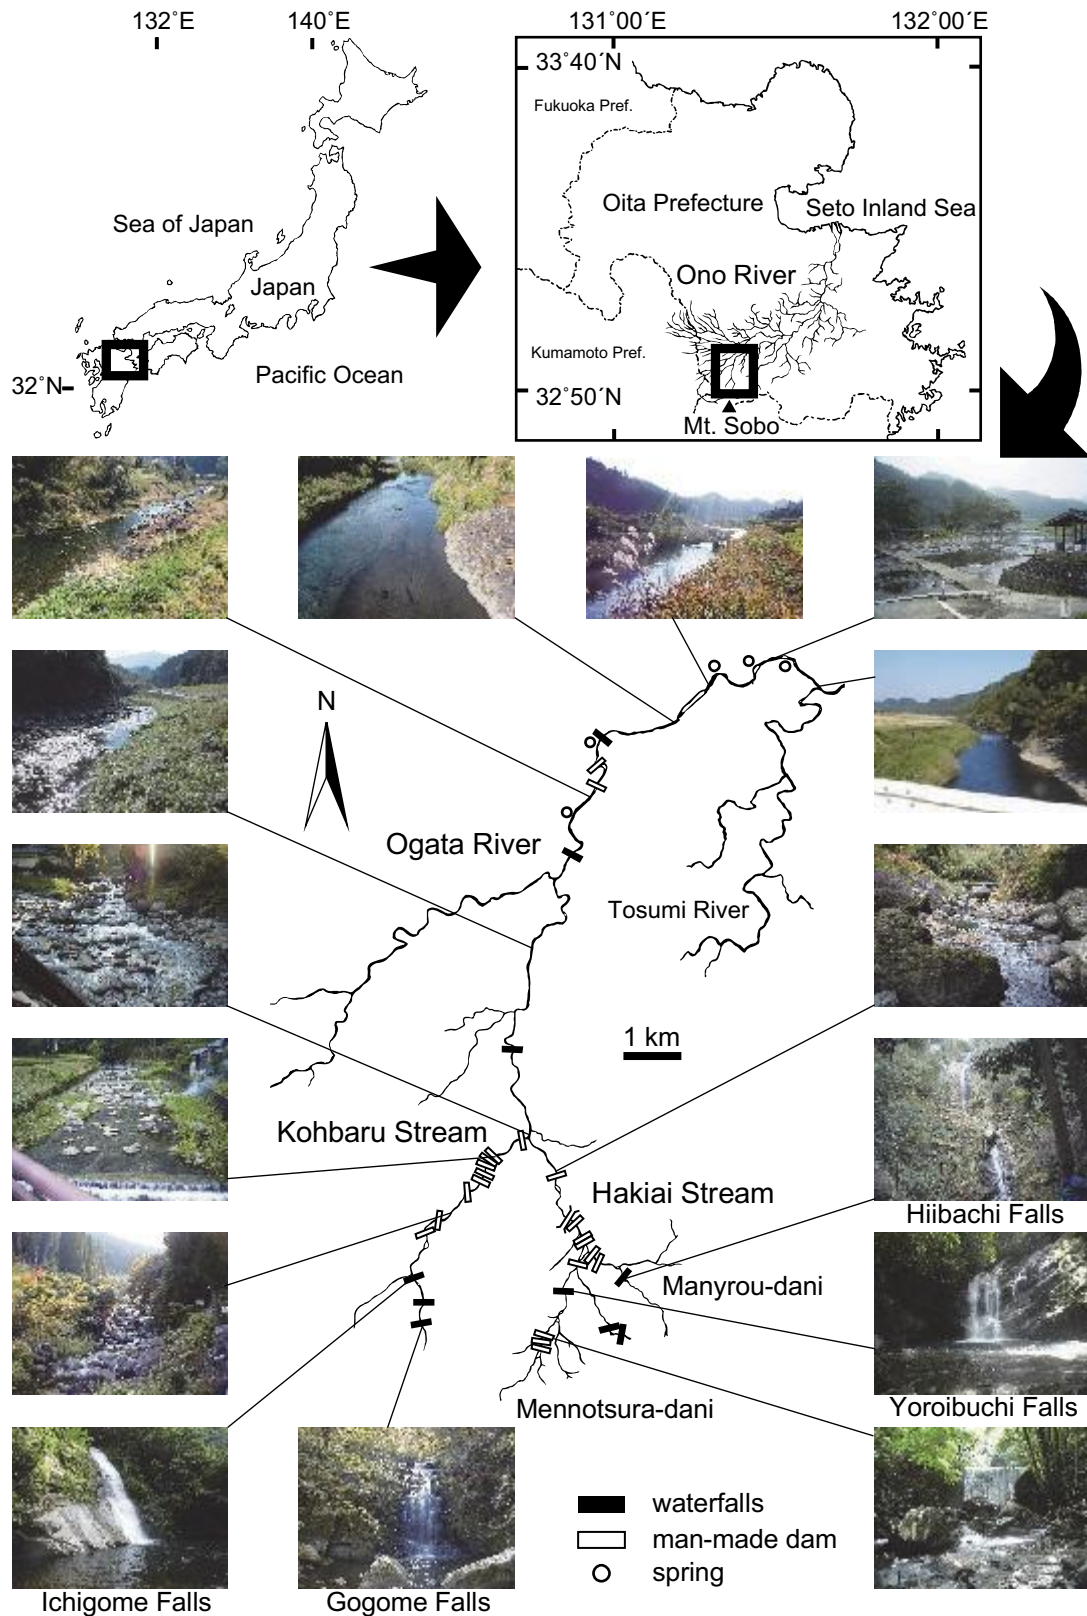 132˚E
140˚E
131˚00´E
132˚00´E
33˚40´N
Fukuoka Pref.
Oita Prefecture
Seto Inland Sea
Sea of Japan
Ono River
Japan
Kumamoto Pref.
Pacific Ocean
32˚N
32˚50´N
Mt. Sobo
N
Ogata River
Tosumi River
1 km
Kohbaru Stream
Hakiai Stream
Hiibachi Falls
Manyrou-dani
Yoroibuchi Falls
Mennotsura-dani
waterfalls
man-made dam
spring
Ichigome Falls
Gogome Falls